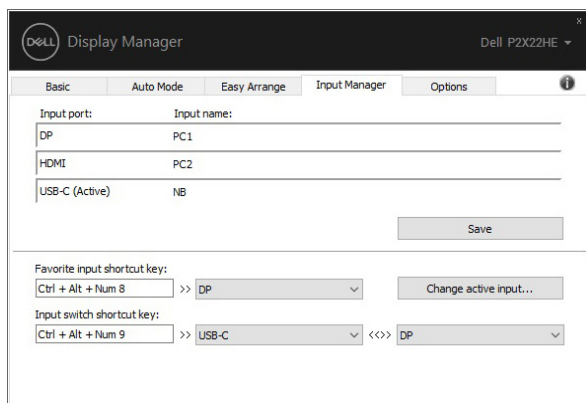 x
DELL Display Manager Dell P2X22HE
Basic Auto Mode Easy Arrange Input Manager Options i
Input port: Input name:
DP PC1
HDMI PC2
USB-C (Active) NB
Save
Favorite input shortcut key:
Ctrl + Alt + Num 8 >> DP Change active input...
Input switch shortcut key:
Ctrl + Alt + Num 9 >> USB-C <<>> DP